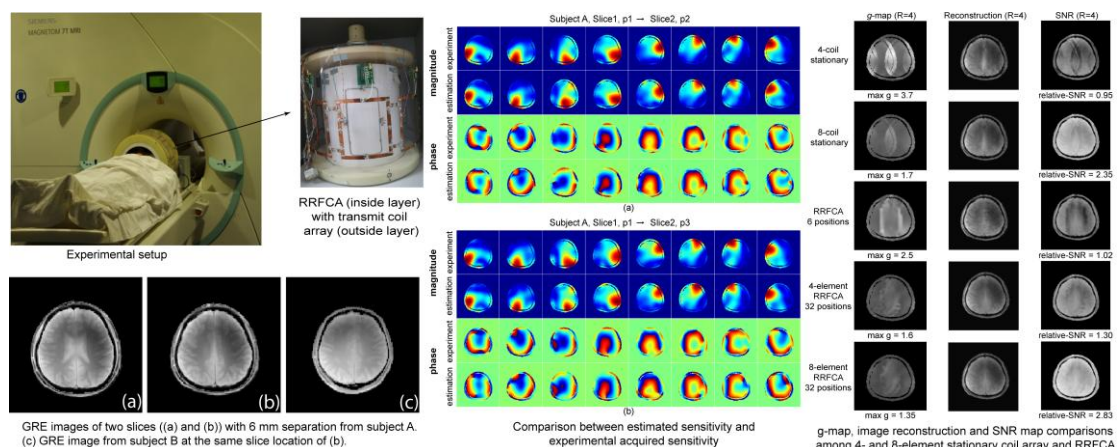 SIEMENS
MAGNETOM 7T MRI
Experimental setup
RRFCA (inside layer)
with transmit coil
array (outside layer)
(a)
(b)
(c)
GRE images of two slices ((a) and (b)) with 6 mm separation from subject A.
(c) GRE image from subject B at the same slice location of (b).
Subject A, Slice1, p1 → Slice2, p2
magnitude
experiment
estimation
phase
experiment
estimation
(a)
Subject A, Slice1, p1 → Slice2, p3
magnitude
experiment
estimation
phase
experiment
estimation
(b)
Comparison between estimated sensitivity and
experimental acquired sensitivity
g-map (R=4)
Reconstruction (R=4)
SNR (R=4)
4-coil
stationary
max g = 3.7
relative-SNR = 0.95
8-coil
stationary
max g = 1.7
relative-SNR = 2.35
RRFCA
6 positions
max g = 2.5
relative-SNR = 1.02
4-element
RRFCA
32 positions
max g = 1.6
relative-SNR = 1.30
8-element
RRFCA
32 positions
max g = 1.35
relative-SNR = 2.83
g-map, image reconstruction and SNR map comparisons
among 4- and 8-element stationary coil array and RRFCA